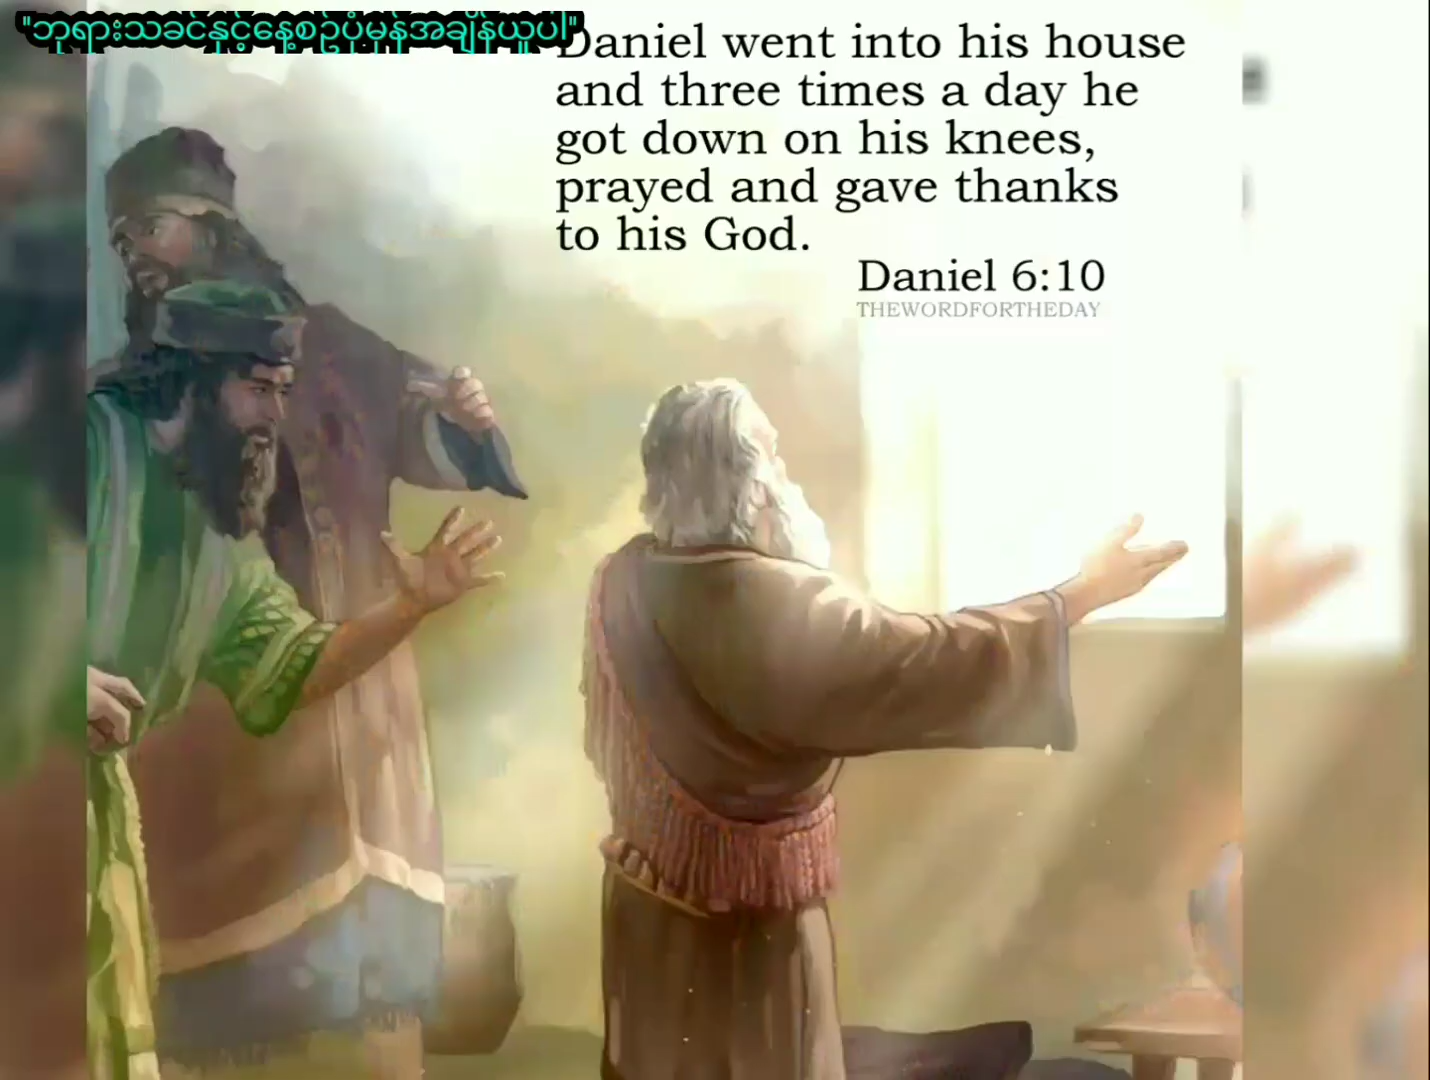 "ဘုရားသခင်နှင့်နေ့စဉ်ပုံမှန်အချိန်ယူပါ"
Daniel went into his house
and three times a day he
got down on his knees,
prayed and gave thanks
to his God.
Daniel 6:10
THEWORDFORTHEDAY